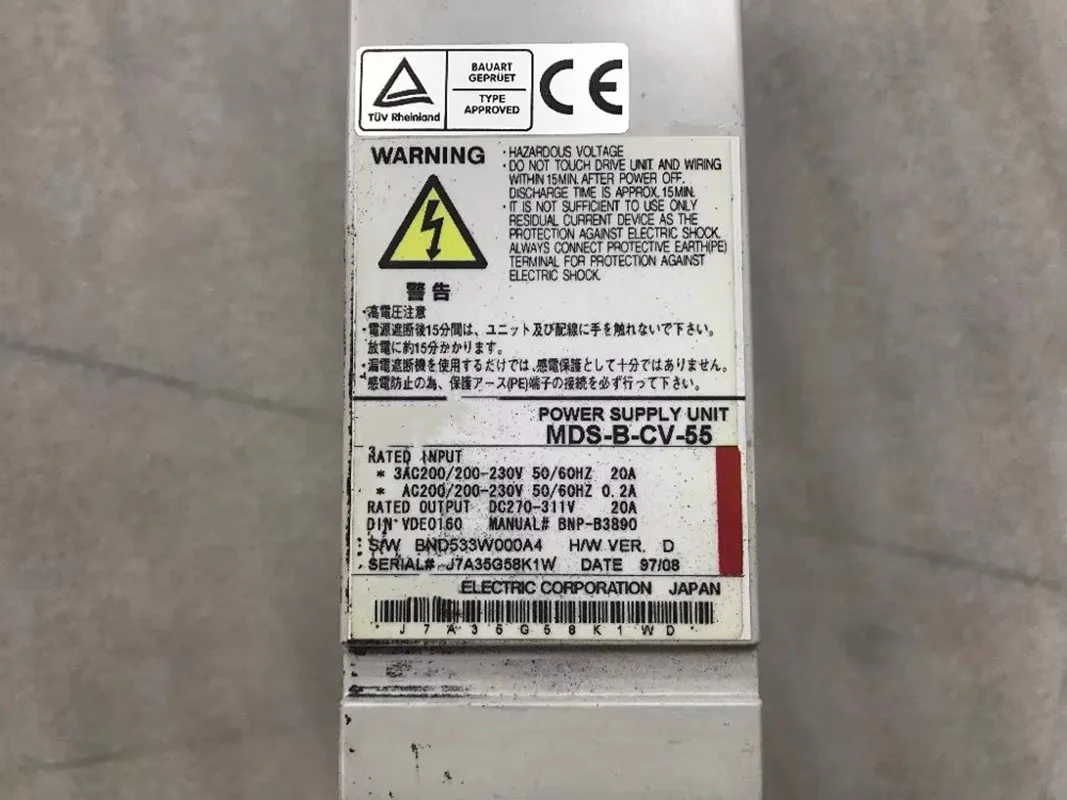 TÜV Rheinland
BAUART
GEPRUET
TYPE
APPROVED
CE
WARNING
・HAZARDOUS VOLTAGE
・DO NOT TOUCH DRIVE UNIT AND WIRING
WITHIN 15MIN. AFTER POWER OFF.
DISCHARGE TIME IS APPROX. 15MIN.
・IT IS NOT SUFFICIENT TO USE ONLY
RESIDUAL CURRENT DEVICE AS THE
PROTECTION AGAINST ELECTRIC SHOCK.
ALWAYS CONNECT PROTECTIVE EARTH(PE)
TERMINAL FOR PROTECTION AGAINST
ELECTRIC SHOCK.
警告
・高電圧注意
・電源遮断後15分間は、ユニット及び配線に手を触れないで下さい。
放電に約15分かかります。
・漏電遮断機を使用するだけでは、感電保護として十分ではありません。
感電防止の為、保護アース(PE)端子の接続を必ず行って下さい。
POWER SUPPLY UNIT
MDS-B-CV-55
RATED INPUT
* 3AC200/200-230V 50/60HZ 20A
* AC200/200-230V 50/60HZ 0.2A
RATED OUTPUT DC270-311V 20A
DIN VDE0160 MANUAL# BNP-B3890
S/W BND533W000A4 H/W VER. D
SERIAL# J7A35G58K1W DATE 97/08
ELECTRIC CORPORATION JAPAN
J7A35G58K1WD